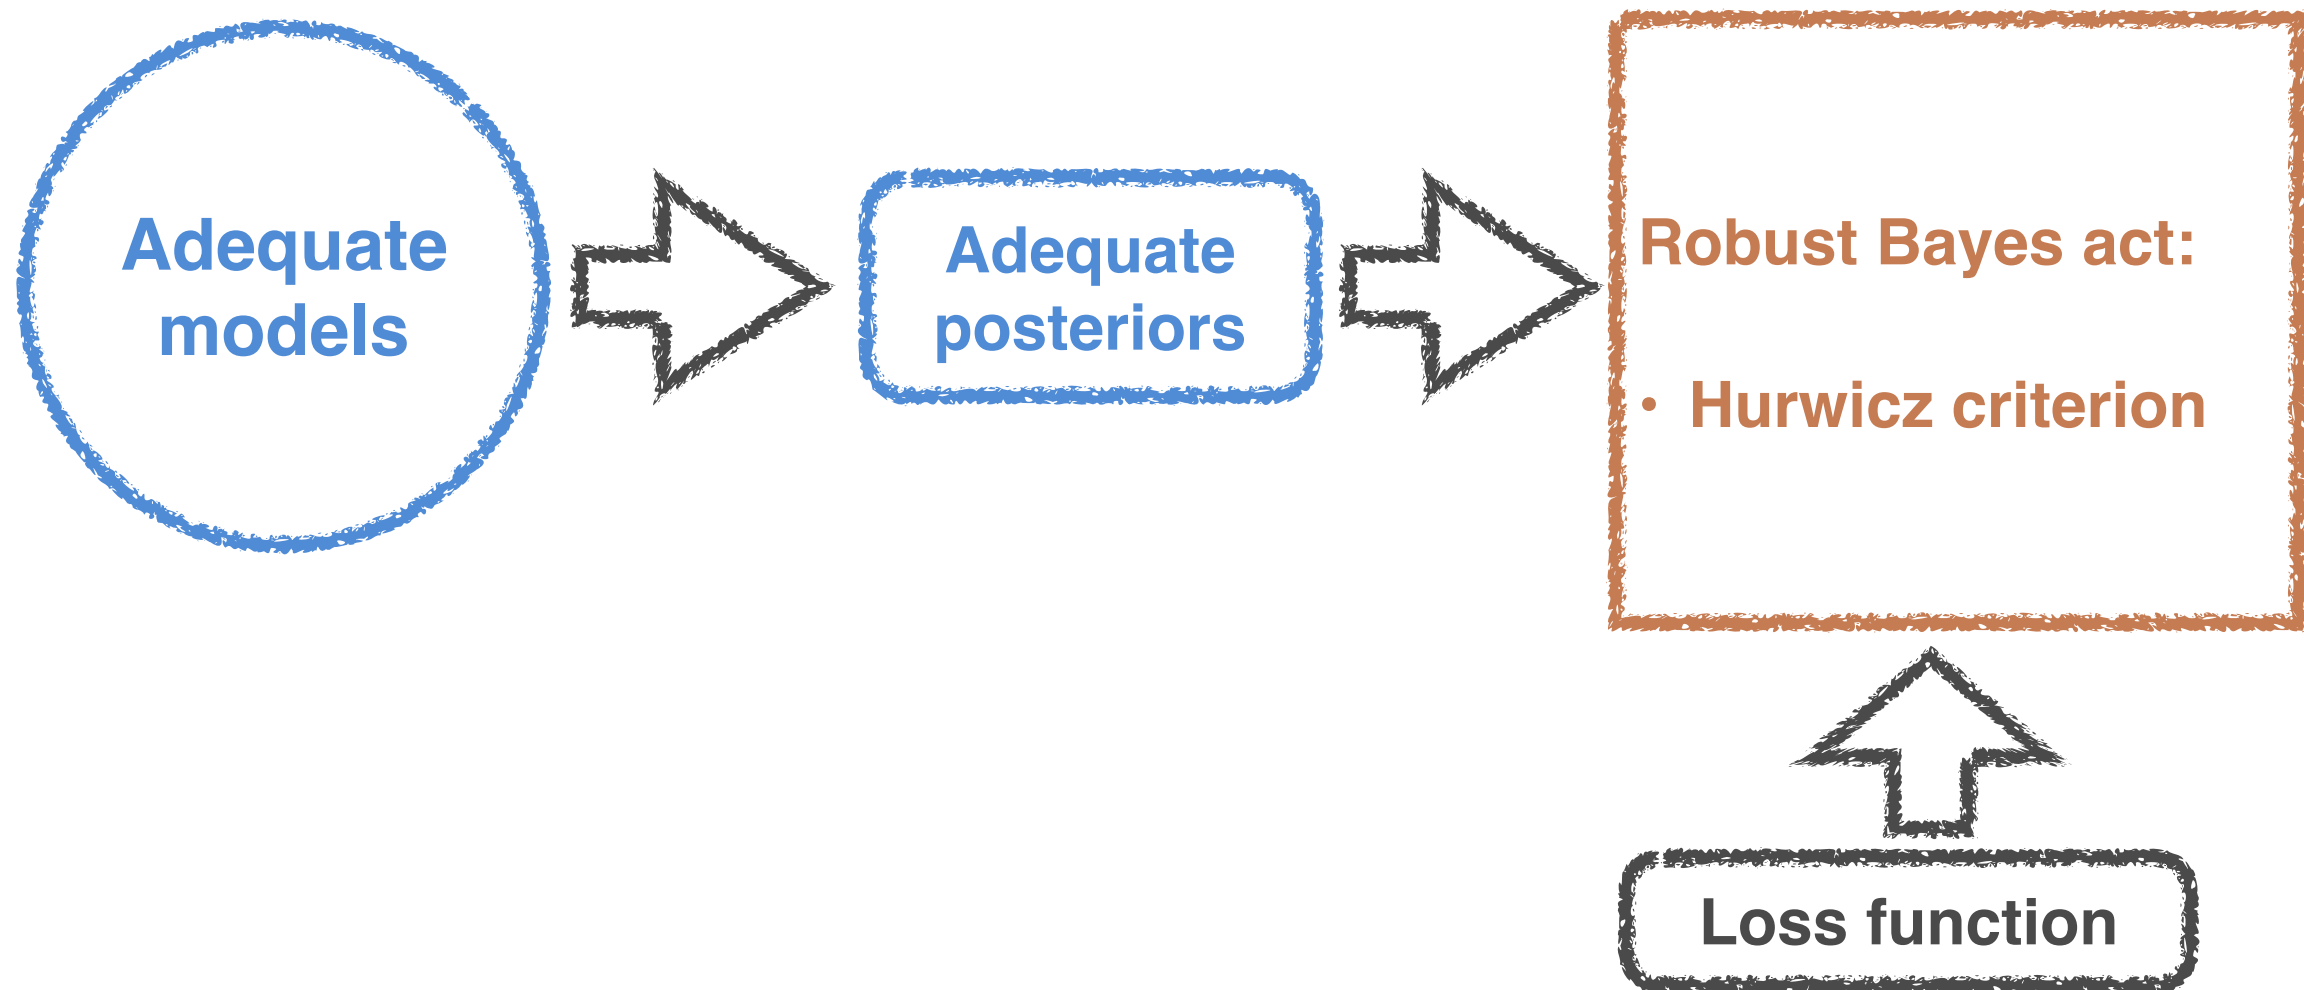 Adequate
models
Adequate
posteriors
Robust Bayes act:
• Hurwicz criterion
Loss function